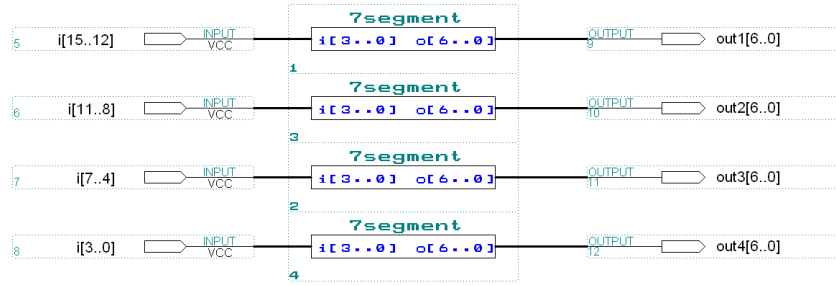 7segment
5 i[15..12] INPUT VCC i[3..0] o[6..0] OUTPUT 9 out1[6..0]
1
7segment
6 i[11..8] INPUT VCC i[3..0] o[6..0] OUTPUT 10 out2[6..0]
3
7segment
7 i[7..4] INPUT VCC i[3..0] o[6..0] OUTPUT 11 out3[6..0]
2
7segment
8 i[3..0] INPUT VCC i[3..0] o[6..0] OUTPUT 12 out4[6..0]
4